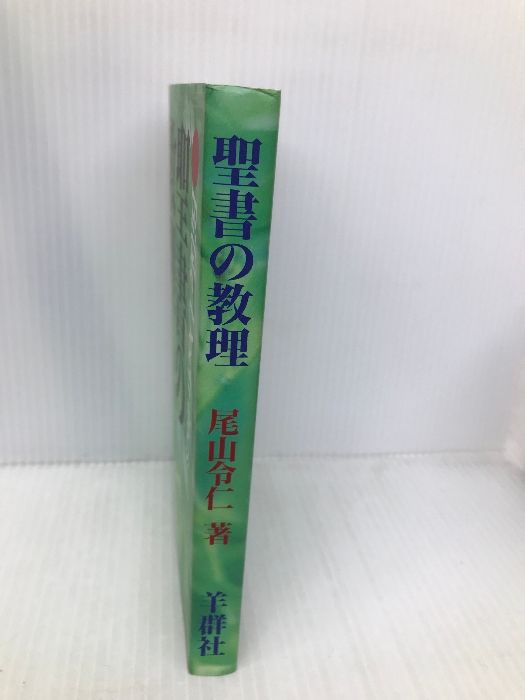 聖書の教理
尾山令仁 著
羊群社